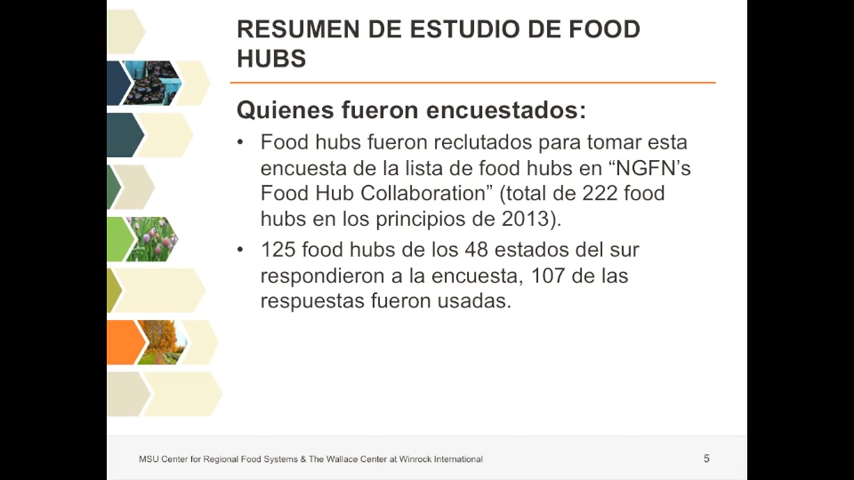 RESUMEN DE ESTUDIO DE FOOD
HUBS
Quienes fueron encuestados:
• Food hubs fueron reclutados para tomar esta
encuesta de la lista de food hubs en “NGFN’s
Food Hub Collaboration” (total de 222 food
hubs en los principios de 2013).
• 125 food hubs de los 48 estados del sur
respondieron a la encuesta, 107 de las
respuestas fueron usadas.
MSU Center for Regional Food Systems & The Wallace Center at Winrock International
5